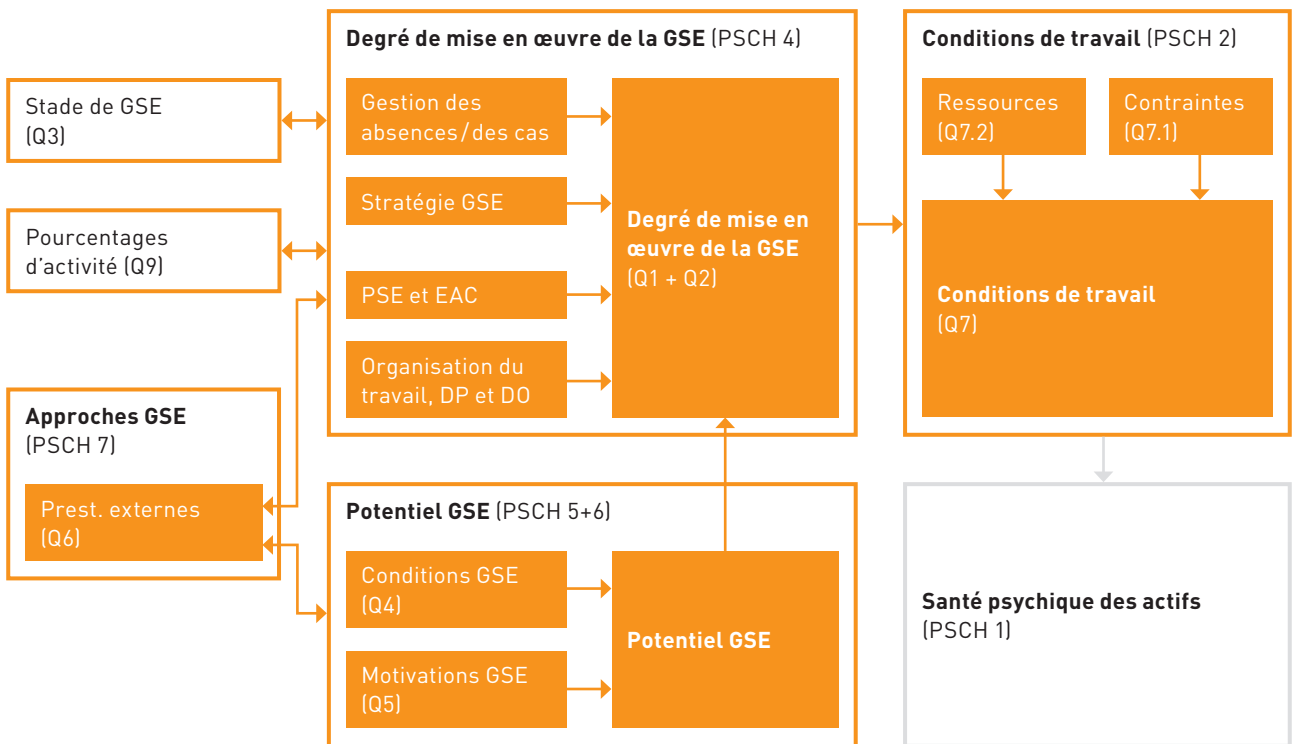 Stade de GSE
(Q3)
Pourcentages
d'activité (Q9)
Approches GSE
(PSCH 7)
Prest. externes
(Q6)
Degré de mise en œuvre de la GSE (PSCH 4)
Gestion des
absences/des cas
Stratégie GSE
PSE et EAC
Organisation du
travail, DP et DO
Degré de mise en
œuvre de la GSE
(Q1 + Q2)
Potentiel GSE (PSCH 5+6)
Conditions GSE
(Q4)
Motivations GSE
(Q5)
Potentiel GSE
Conditions de travail (PSCH 2)
Ressources
(Q7.2)
Contraintes
(Q7.1)
Conditions de travail
(Q7)
Santé psychique des actifs
(PSCH 1)